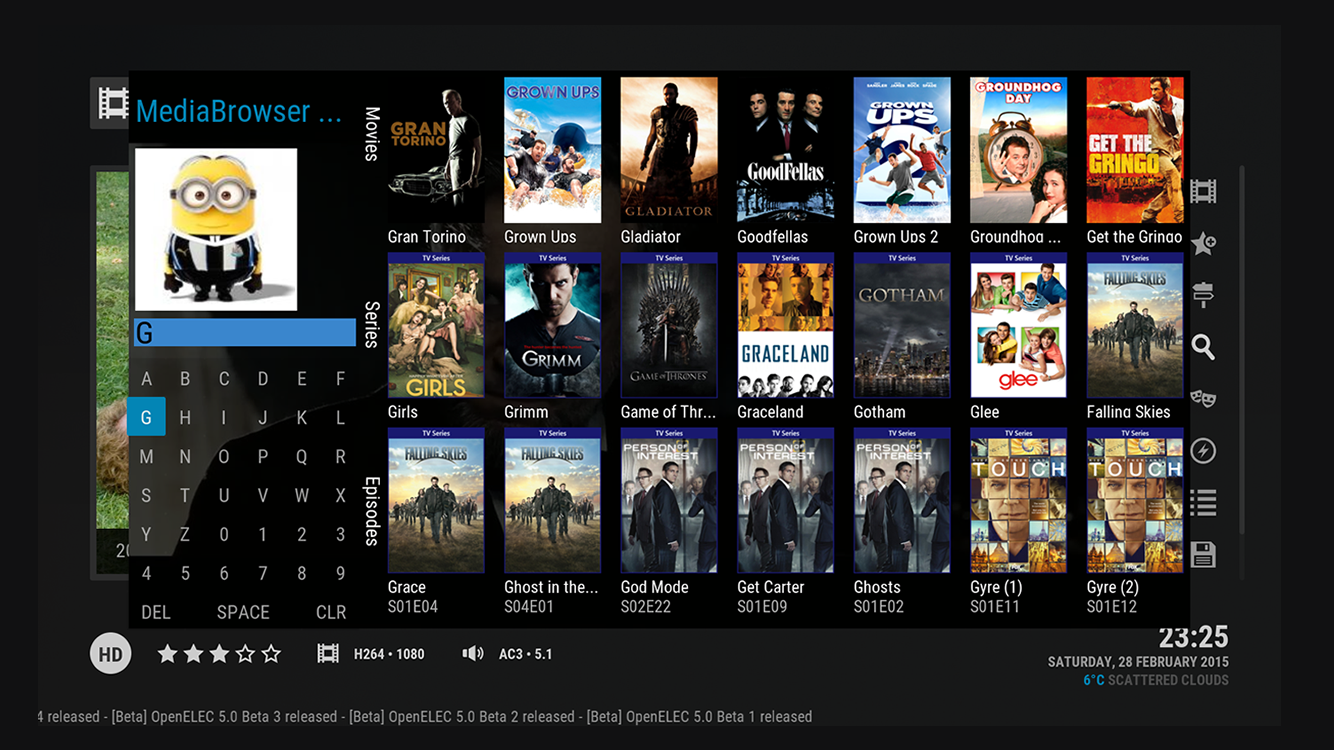 MediaBrowser ...
G
A B C D E F
G H I J K L
M N O P Q R
S T U V W X
Y Z 0 1 2 3
4 5 6 7 8 9
DEL SPACE CLR
Movies
GRAN TORINO
GROWN UPS
GLADIATOR
GoodFellas
GROWN UPS 2
GROUNDHOG DAY
GET THE GRINGO
Gran Torino Grown Ups Gladiator Goodfellas Grown Ups 2 Groundhog ... Get the Gringo
Series
TV Series TV Series TV Series TV Series TV Series TV Series TV Series
GIRLS
GRIMM
GAME OF THRONES
GRACELAND
GOTHAM
glee
FALLING SKIES
Girls Grimm Game of Thr... Graceland Gotham Glee Falling Skies
Episodes
TV Series TV Series TV Series TV Series TV Series TV Series TV Series
FALLING SKIES
FALLING SKIES
PERSON OF INTEREST
PERSON OF INTEREST
PERSON OF INTEREST
TOUCH
TOUCH
Grace Ghost in the... God Mode Get Carter Ghosts Gyre (1) Gyre (2)
S01E04 S04E01 S02E22 S01E09 S01E02 S01E11 S01E12
20
HD H264 • 1080 AC3 • 5.1
23:25
SATURDAY, 28 FEBRUARY 2015
6°C SCATTERED CLOUDS
4 released - [Beta] OpenELEC 5.0 Beta 3 released - [Beta] OpenELEC 5.0 Beta 2 released - [Beta] OpenELEC 5.0 Beta 1 released